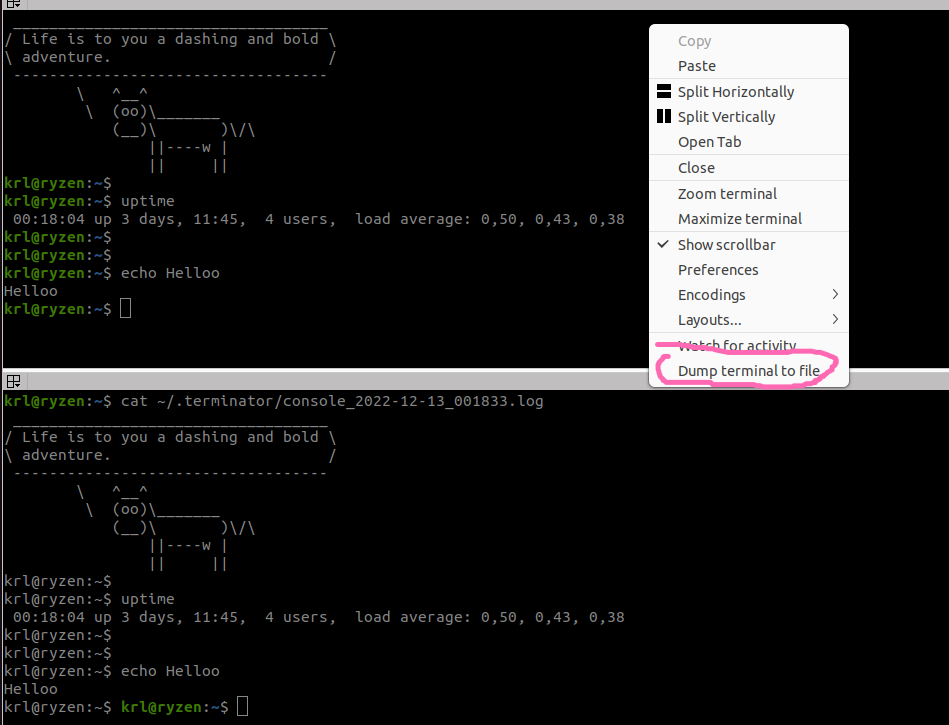 ___________________________________
/ Life is to you a dashing and bold \
\ adventure.                        /
 -----------------------------------
        \   ^__^
         \  (oo)\_______
            (__)\       )\/\
                ||----w |
                ||     ||
krl@ryzen:~$
krl@ryzen:~$ uptime
 00:18:04 up 3 days, 11:45,  4 users,  load average: 0,50, 0,43, 0,38
krl@ryzen:~$
krl@ryzen:~$
krl@ryzen:~$ echo Helloo
Helloo
krl@ryzen:~$
Copy
Paste
Split Horizontally
Split Vertically
Open Tab
Close
Zoom terminal
Maximize terminal
Show scrollbar
Preferences
Encodings
Layouts...
Watch for activity
Dump terminal to file
krl@ryzen:~$ cat ~/.terminator/console_2022-12-13_001833.log
 ___________________________________
/ Life is to you a dashing and bold \
\ adventure.                        /
 -----------------------------------
        \   ^__^
         \  (oo)\_______
            (__)\       )\/\
                ||----w |
                ||     ||
krl@ryzen:~$
krl@ryzen:~$ uptime
 00:18:04 up 3 days, 11:45,  4 users,  load average: 0,50, 0,43, 0,38
krl@ryzen:~$
krl@ryzen:~$
krl@ryzen:~$ echo Helloo
Helloo
krl@ryzen:~$ krl@ryzen:~$